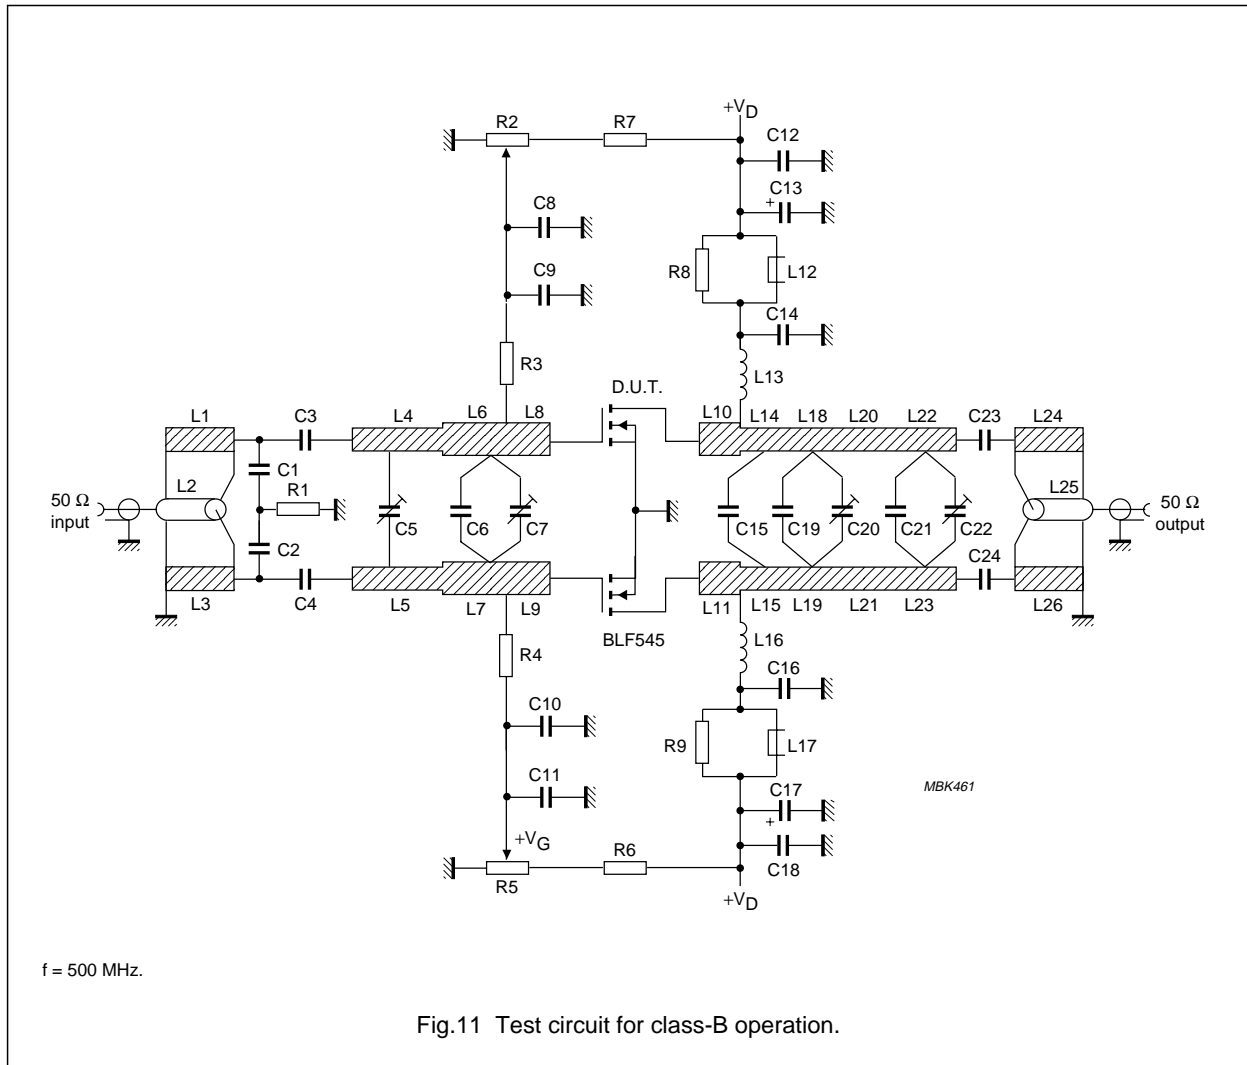 +VD
R2
R7
C12
C13
+
C8
R8
L12
C9
C14
R3
L13
D.U.T.
L1
C3
L4
L6
L8
L10
L14
L18
L20
L22
C23
L24
C1
L2
R1
50 Ω
input
C5
C6
C7
C15
C19
C20
C21
C22
L25
50 Ω
output
C2
C24
L3
C4
L5
L7
L9
L11
L15
L19
L21
L23
L26
BLF545
R4
L16
C16
C10
R9
L17
C11
C17
+
MBK461
+VG
R6
C18
R5
+VD
f = 500 MHz.
Fig.11 Test circuit for class-B operation.